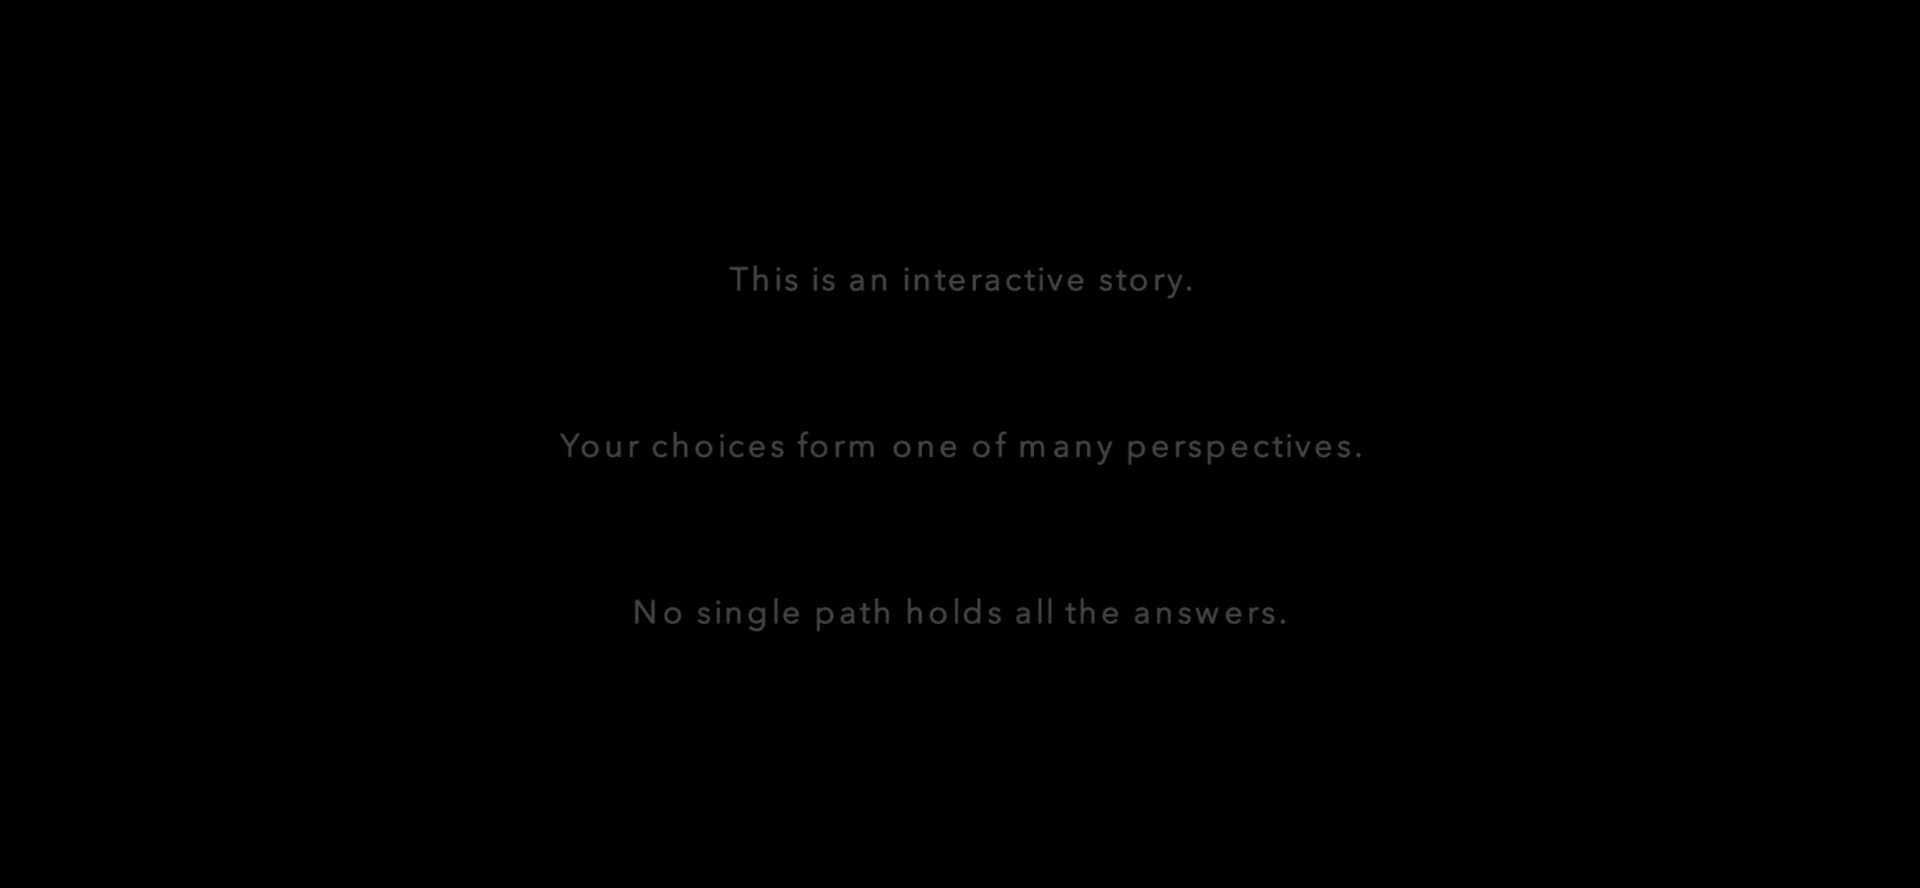 This is an interactive story.
Your choices form one of many perspectives.
No single path holds all the answers.